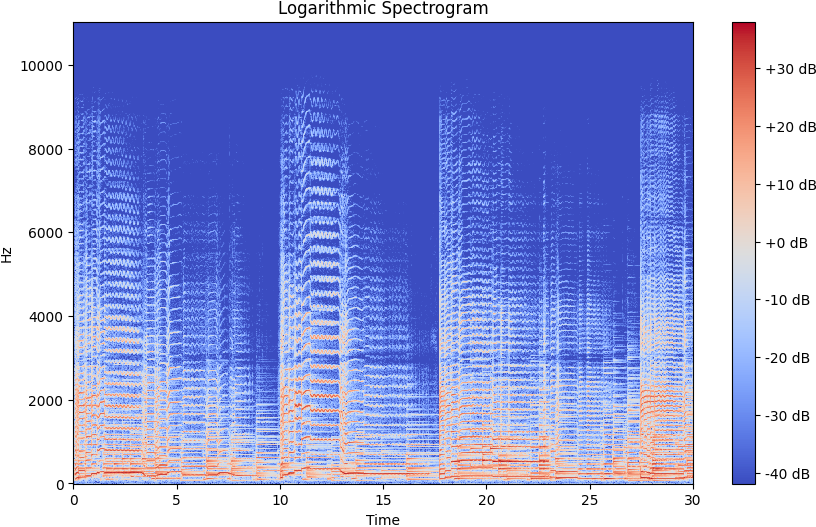 Logarithmic Spectrogram
Hz
10000
8000
6000
4000
2000
0
0 5 10 15 20 25 30
Time
+30 dB
+20 dB
+10 dB
+0 dB
-10 dB
-20 dB
-30 dB
-40 dB